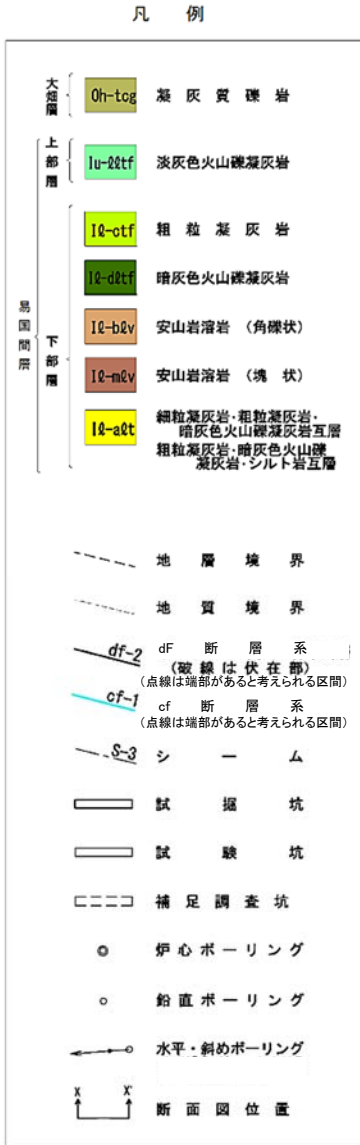 凡 例
大畑層
Oh-tcg 凝灰質礫岩
易国間層
上部層
Iu-ℓℓtf 淡灰色火山礫凝灰岩
下部層
Iℓ-ctf 粗粒凝灰岩
Iℓ-dℓtf 暗灰色火山礫凝灰岩
Iℓ-bℓv 安山岩溶岩 (角礫状)
Iℓ-mℓv 安山岩溶岩 (塊 状)
Iℓ-aℓt 細粒凝灰岩・粗粒凝灰岩・
暗灰色火山礫凝灰岩互層
粗粒凝灰岩・暗灰色火山礫
凝灰岩・シルト岩互層
地層境界
地質境界
df-2 dF 断層系
(破線は伏在部)
(点線は端部があると考えられる区間)
cf-1 cf 断層系
(点線は端部があると考えられる区間)
S-3 シーム
試掘坑
試験坑
補足調査坑
炉心ボーリング
鉛直ボーリング
水平・斜めボーリング
X X' 断面図位置